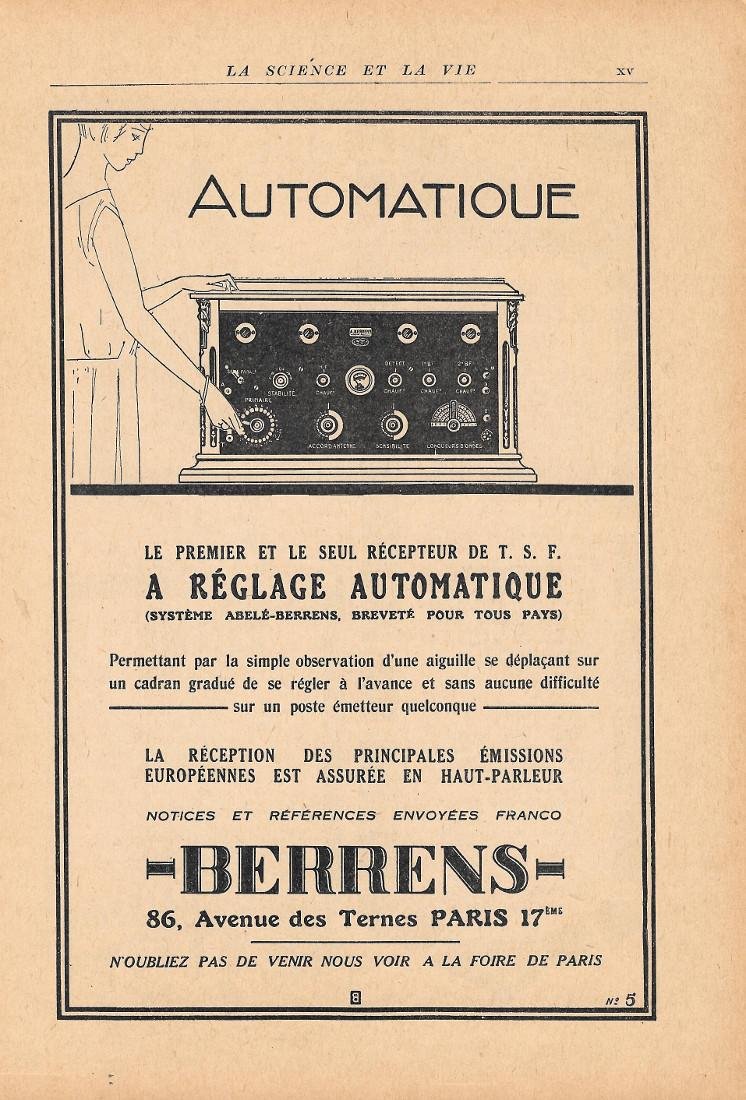 LA SCIENCE ET LA VIE XV
AUTOMATIQUE
A. BERRENS
DETECT. 1re BF 2e BF
STABILITÉ CHAUFF. CHAUFF. CHAUFF. CHAUFF.
PRIMAIRE
ACCORD ANTENNE SENSIBILITÉ LONGUEURS D'ONDES
LE PREMIER ET LE SEUL RÉCEPTEUR DE T. S. F.
A RÉGLAGE AUTOMATIQUE
(SYSTÈME ABELÉ-BERRENS, BREVETÉ POUR TOUS PAYS)
Permettant par la simple observation d'une aiguille se déplaçant sur
un cadran gradué de se régler à l'avance et sans aucune difficulté
sur un poste émetteur quelconque
LA RÉCEPTION DES PRINCIPALES ÉMISSIONS
EUROPÉENNES EST ASSURÉE EN HAUT-PARLEUR
NOTICES ET RÉFÉRENCES ENVOYÉES FRANCO
BERRENS
86, Avenue des Ternes PARIS 17ÈME
N'OUBLIEZ PAS DE VENIR NOUS VOIR A LA FOIRE DE PARIS
B
Nº 5